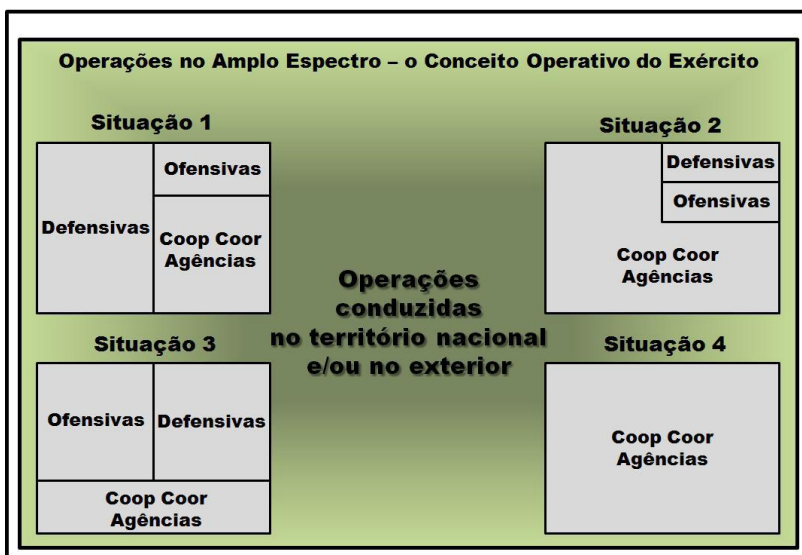 Operações no Amplo Espectro – o Conceito Operativo do Exército
Situação 1
Defensivas
Ofensivas
Coop Coor
Agências
Situação 2
Defensivas
Ofensivas
Coop Coor
Agências
Operações
conduzidas
no território nacional
e/ou no exterior
Situação 3
Ofensivas
Defensivas
Coop Coor
Agências
Situação 4
Coop Coor
Agências